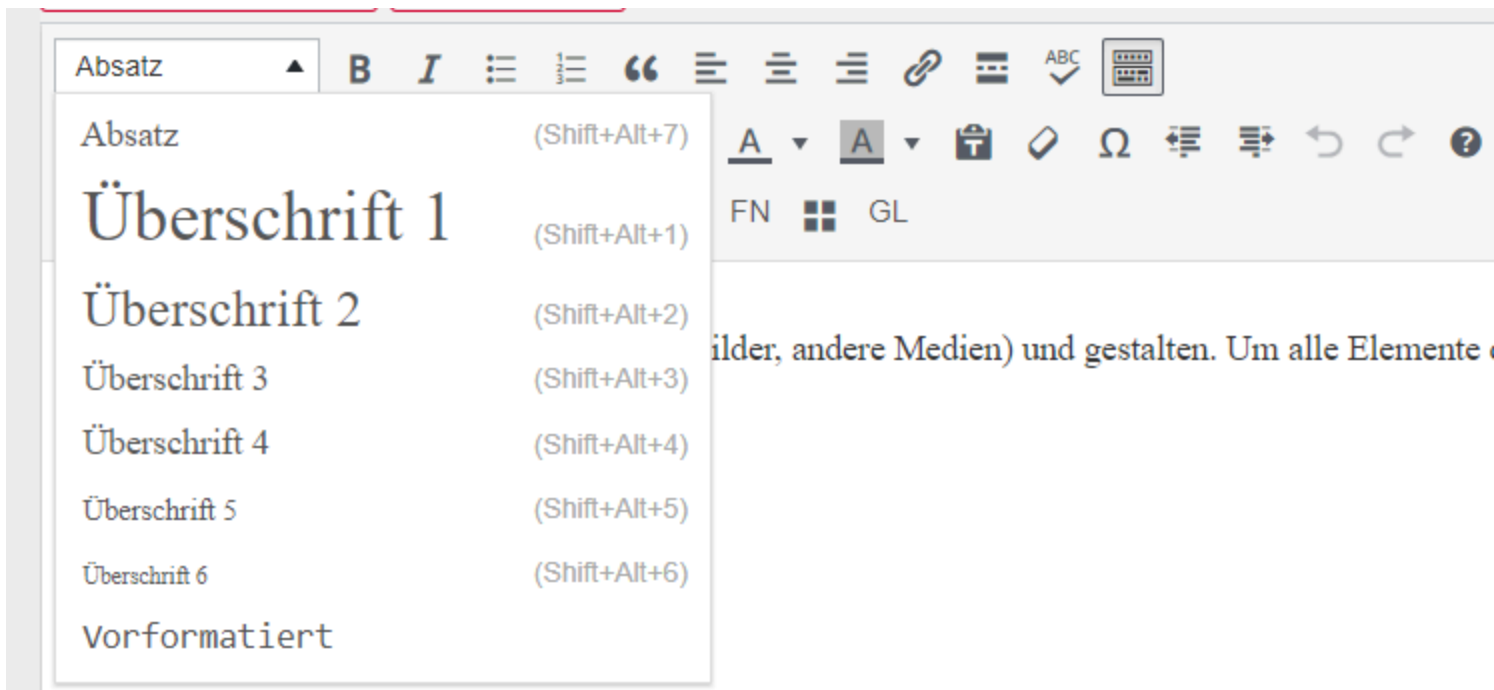 Absatz
B I ABC
Absatz (Shift+Alt+7)
A A Ω
Überschrift 1 (Shift+Alt+1)
FN GL
Überschrift 2 (Shift+Alt+2)
ilder, andere Medien) und gestalten. Um alle Elemente
Überschrift 3 (Shift+Alt+3)
Überschrift 4 (Shift+Alt+4)
Überschrift 5 (Shift+Alt+5)
Überschrift 6 (Shift+Alt+6)
Vorformatiert